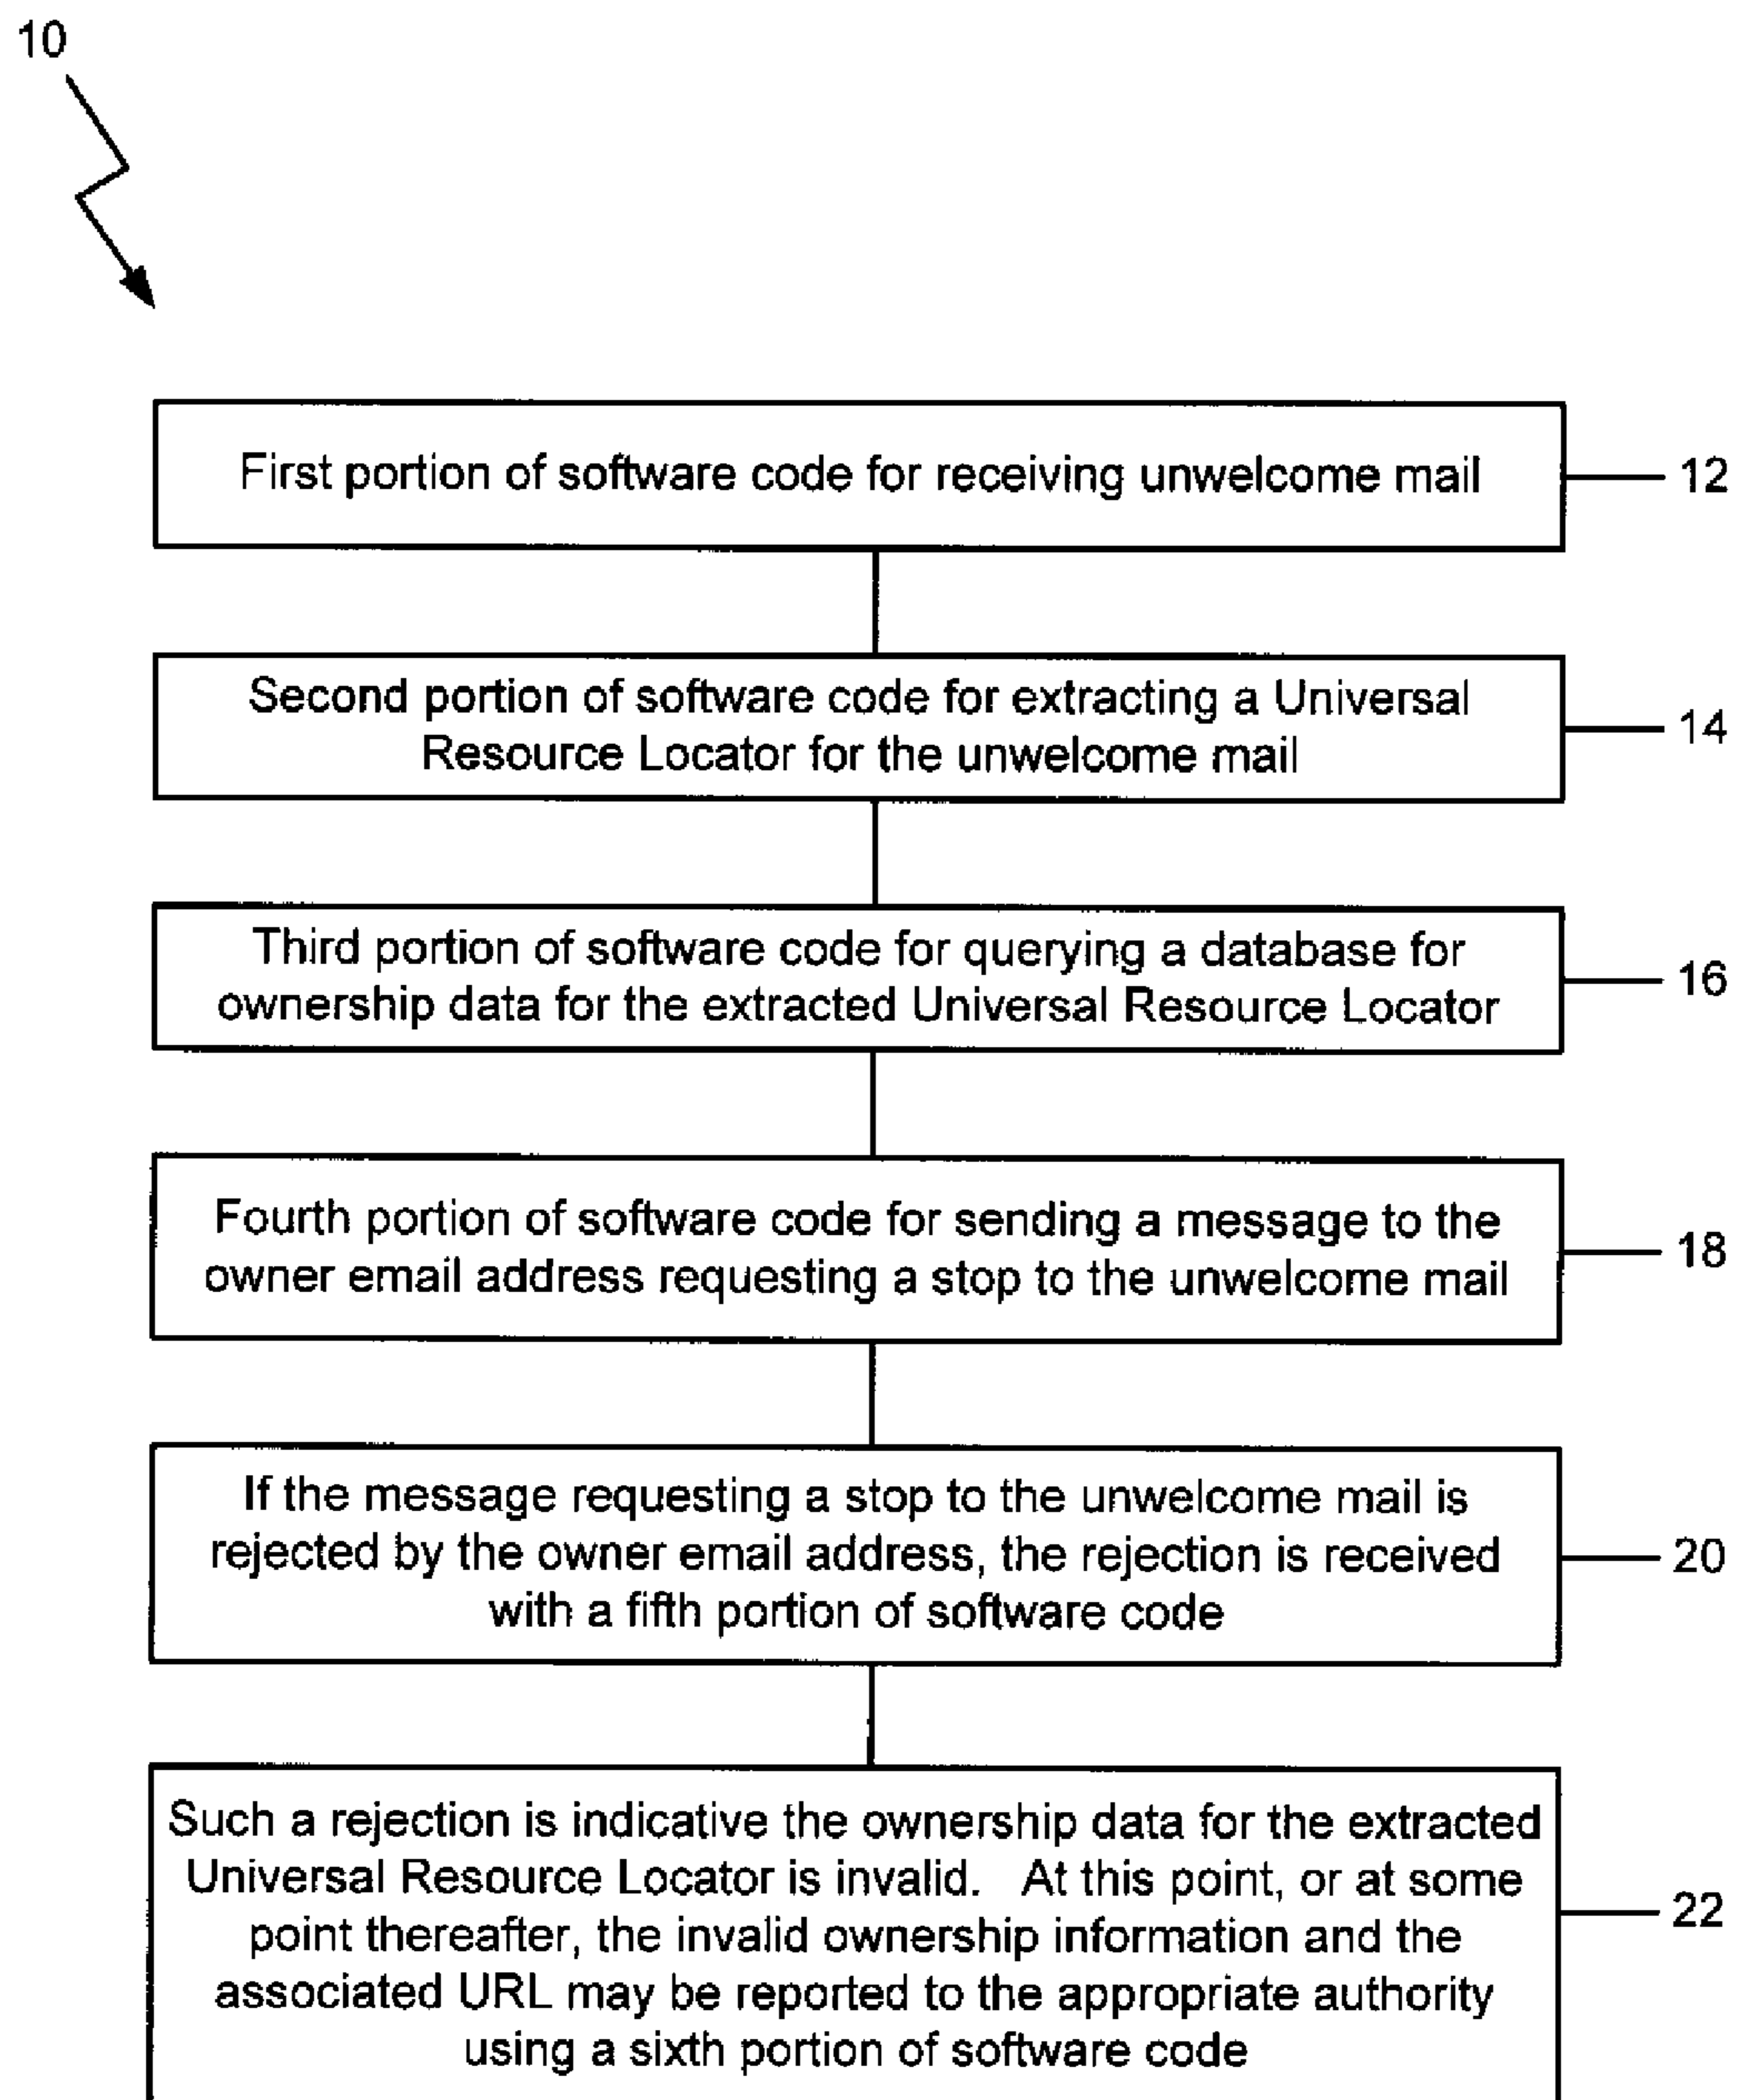 10
First portion of software code for receiving unwelcome mail
12
Second portion of software code for extracting a Universal
Resource Locator for the unwelcome mail
14
Third portion of software code for querying a database for
ownership data for the extracted Universal Resource Locator
16
Fourth portion of software code for sending a message to the
owner email address requesting a stop to the unwelcome mail
18
If the message requesting a stop to the unwelcome mail is
rejected by the owner email address, the rejection is received
with a fifth portion of software code
20
Such a rejection is indicative the ownership data for the extracted
Universal Resource Locator is invalid. At this point, or at some
point thereafter, the invalid ownership information and the
associated URL may be reported to the appropriate authority
using a sixth portion of software code
22